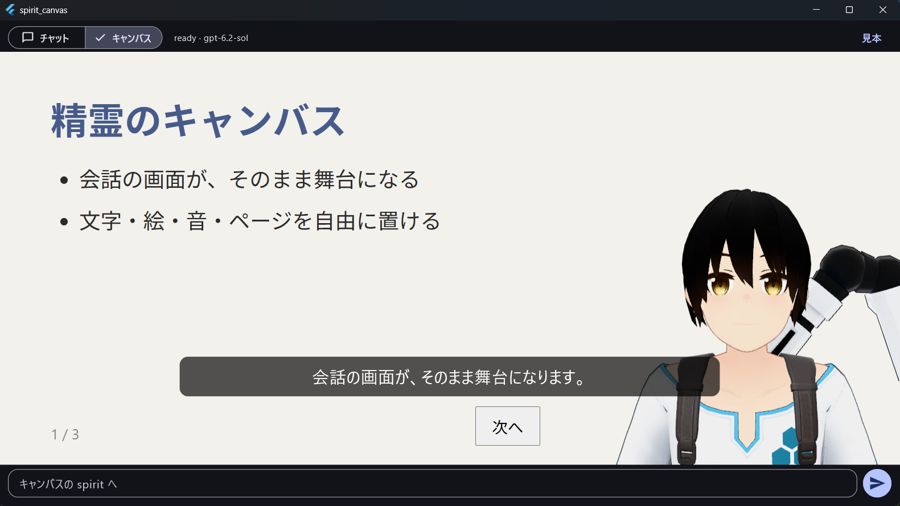 spirit_canvas
チャット
キャンバス
ready · gpt-6.2-sol
見本
精霊のキャンバス
会話の画面が、そのまま舞台になる
文字・絵・音・ページを自由に置ける
会話の画面が、そのまま舞台になります。
次へ
1 / 3
キャンバスの spirit へ